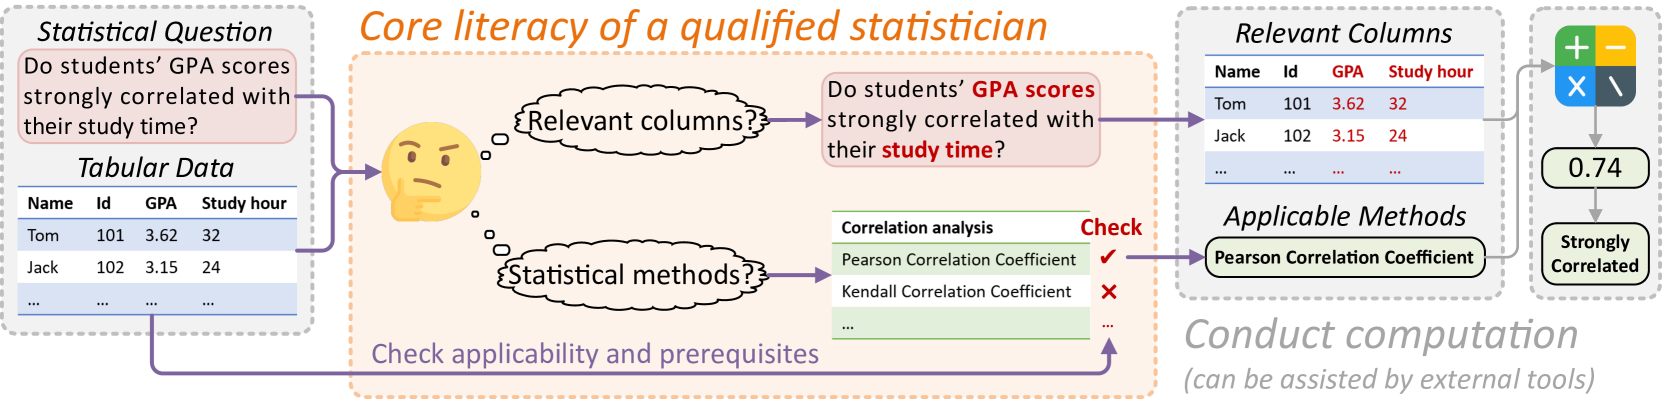 Statistical Question
Do students’ GPA scores
strongly correlated with
their study time?
Tabular Data
Name Id GPA Study hour
Tom 101 3.62 32
Jack 102 3.15 24
... ... ... ...
Core literacy of a qualified statistician
Relevant columns?
Do students’ GPA scores
strongly correlated with
their study time?
Statistical methods?
Correlation analysis Check
Pearson Correlation Coefficient ✓
Kendall Correlation Coefficient ✕
... ...
Check applicability and prerequisites
Relevant Columns
Name Id GPA Study hour
Tom 101 3.62 32
Jack 102 3.15 24
... ... ... ...
Applicable Methods
Pearson Correlation Coefficient
+ −
x \
0.74
Strongly
Correlated
Conduct computation
(can be assisted by external tools)